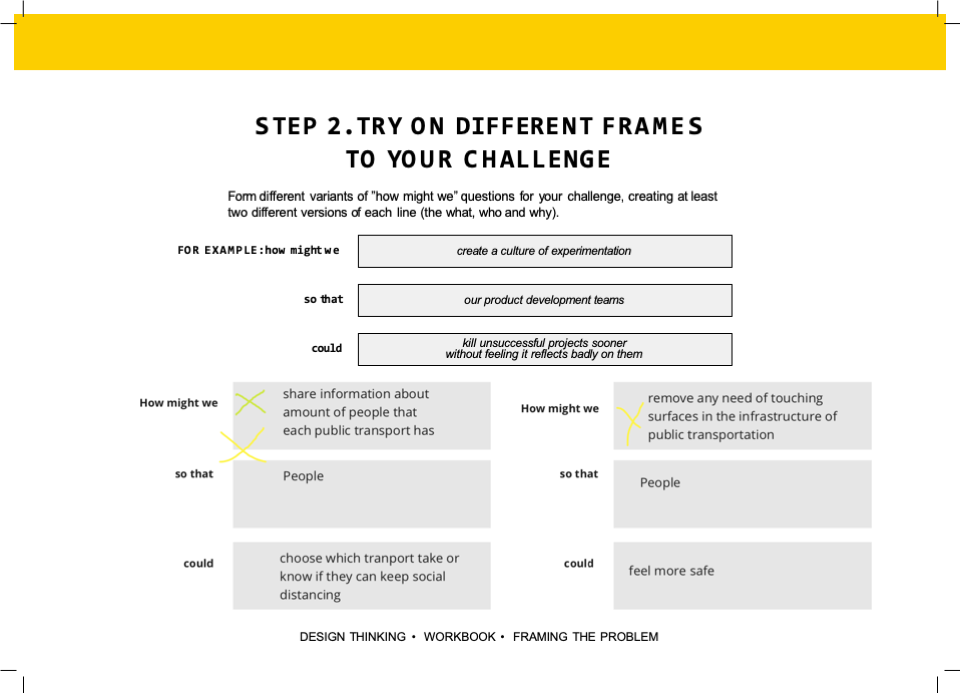 STEP 2.TRY ON DIFFERENT FRAMES
TO YOUR CHALLENGE
Form different variants of "how might we" questions for your challenge, creating at least
two different versions of each line (the what, who and why).
FOR EXAMPLE:how might we
create a culture of experimentation
so that
our product development teams
could
kill unsuccessful projects sooner
without feeling it reflects badly on them
How might we
share information about
amount of people that
each public transport has
so that
People
could
choose which tranport take or
know if they can keep social
distancing
How might we
remove any need of touching
surfaces in the infrastructure of
public transportation
so that
People
could
feel more safe
DESIGN THINKING • WORKBOOK • FRAMING THE PROBLEM